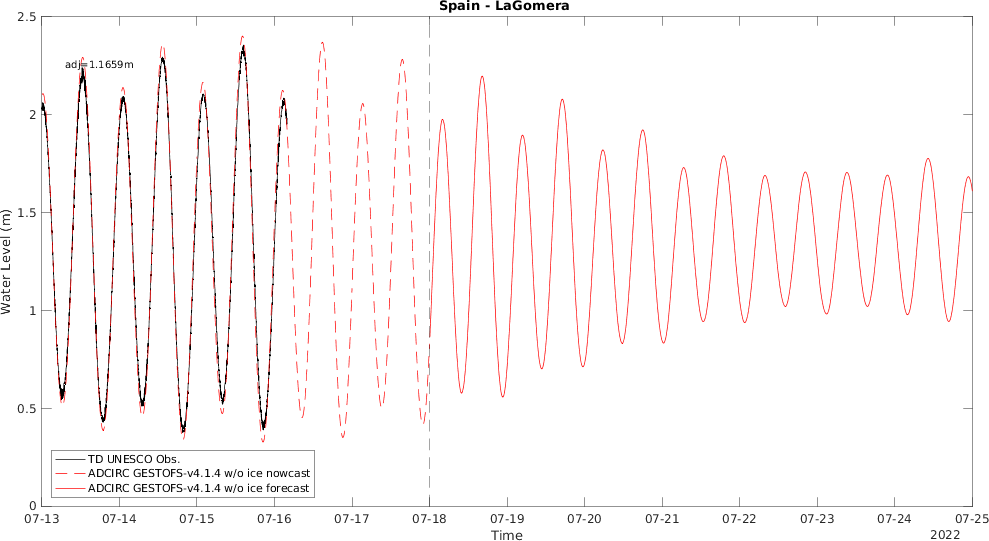 Spain - LaGomera
2.5
adj=1.1659m
2
1.5
Water Level (m)
1
0.5
TD UNESCO Obs.
ADCIRC GESTOFS-v4.1.4 w/o ice nowcast
ADCIRC GESTOFS-v4.1.4 w/o ice forecast
0
07-13 07-14 07-15 07-16 07-17 07-18 07-19 07-20 07-21 07-22 07-23 07-24 07-25
Time
2022